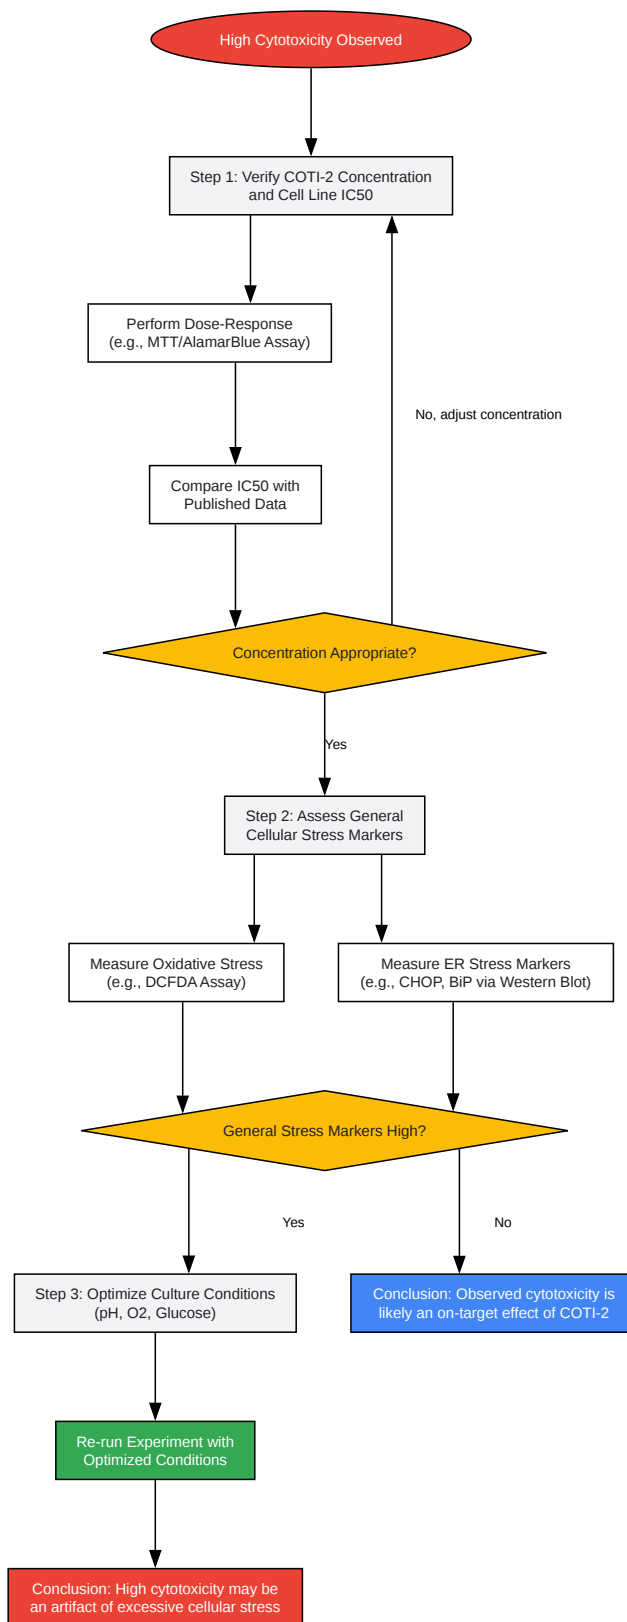 High Cytotoxicity Observed
Step 1: Verify COTI-2 Concentration
and Cell Line IC50
Perform Dose-Response
(e.g., MTT/AlamarBlue Assay)
No, adjust concentration
Compare IC50 with
Published Data
Concentration Appropriate?
Yes
Step 2: Assess General
Cellular Stress Markers
Measure Oxidative Stress
(e.g., DCFDA Assay)
Measure ER Stress Markers
(e.g., CHOP, BiP via Western Blot)
General Stress Markers High?
Yes
No
Step 3: Optimize Culture Conditions
(pH, O2, Glucose)
Conclusion: Observed cytotoxicity is
likely an on-target effect of COTI-2
Re-run Experiment with
Optimized Conditions
Conclusion: High cytotoxicity may be
an artifact of excessive cellular stress